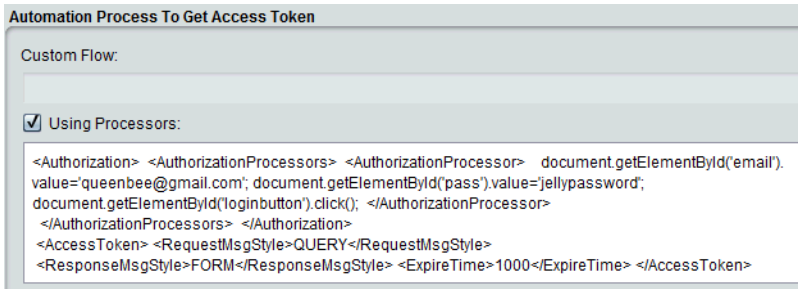 Automation Process To Get Access Token
Custom Flow:
Using Processors:
<Authorization> <AuthorizationProcessors> <AuthorizationProcessor> document.getElementById('email').
value='queenbee@gmail.com'; document.getElementById('pass').value='jellypassword';
document.getElementById('loginbutton').click(); </AuthorizationProcessor>
</AuthorizationProcessors> </Authorization>
<AccessToken> <RequestMsgStyle>QUERY</RequestMsgStyle>
<ResponseMsgStyle>FORM</ResponseMsgStyle> <ExpireTime>1000</ExpireTime> </AccessToken>